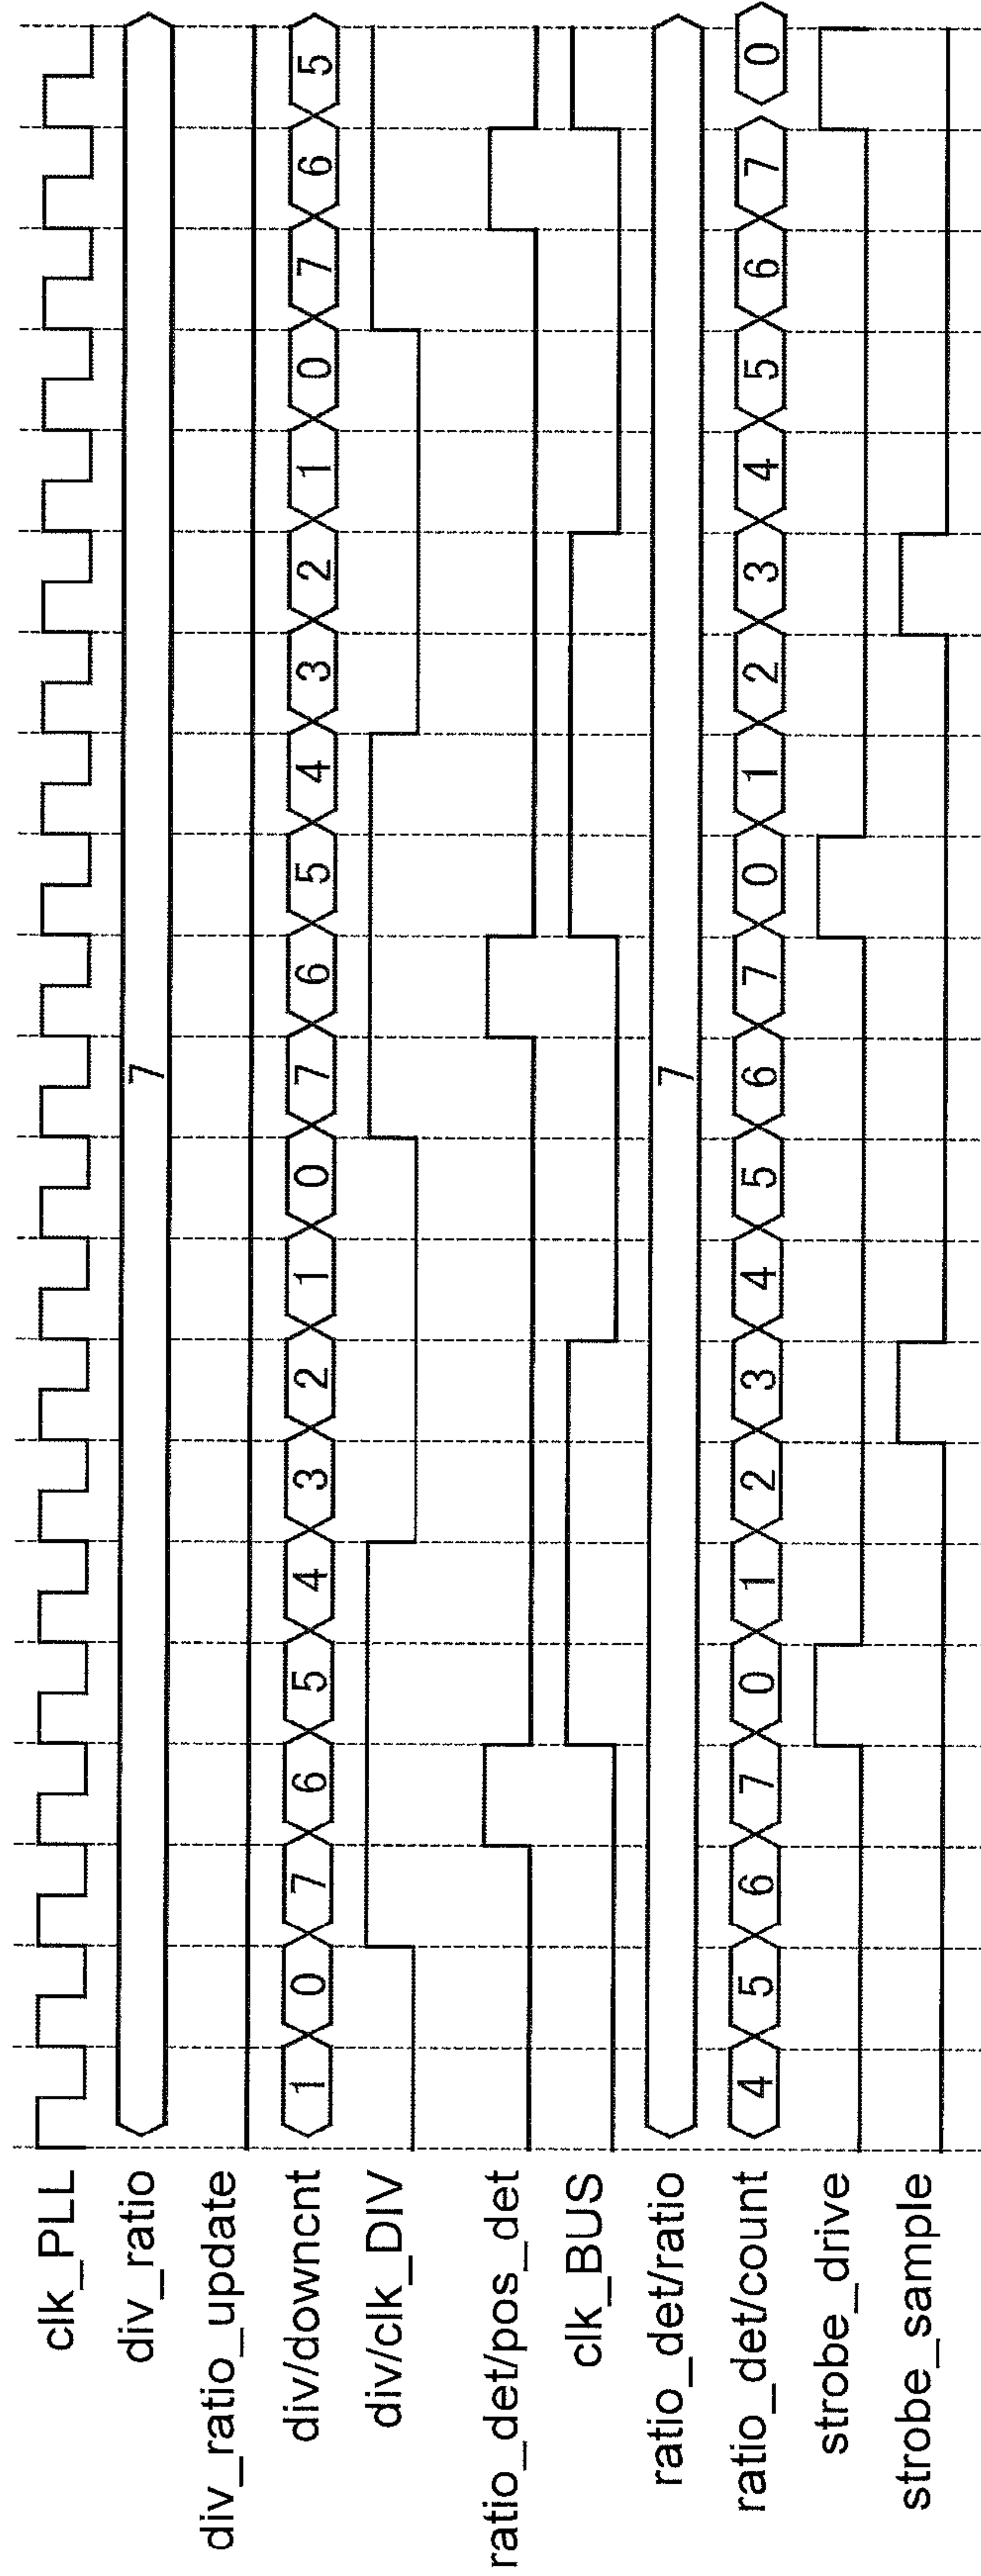 clk_PLL
div_ratio 7
div_ratio_update
div/downcnt 1 0 7 6 5 4 3 2 1 0 7 6 5 4 3 2 1 0 7 6 5
div/clk_DIV
ratio_det/pos_det
clk_BUS
ratio_det/ratio 7
ratio_det/count 4 5 6 7 0 1 2 3 4 5 6 7 0 1 2 3 4 5 6 7 0
strobe_drive
strobe_sample